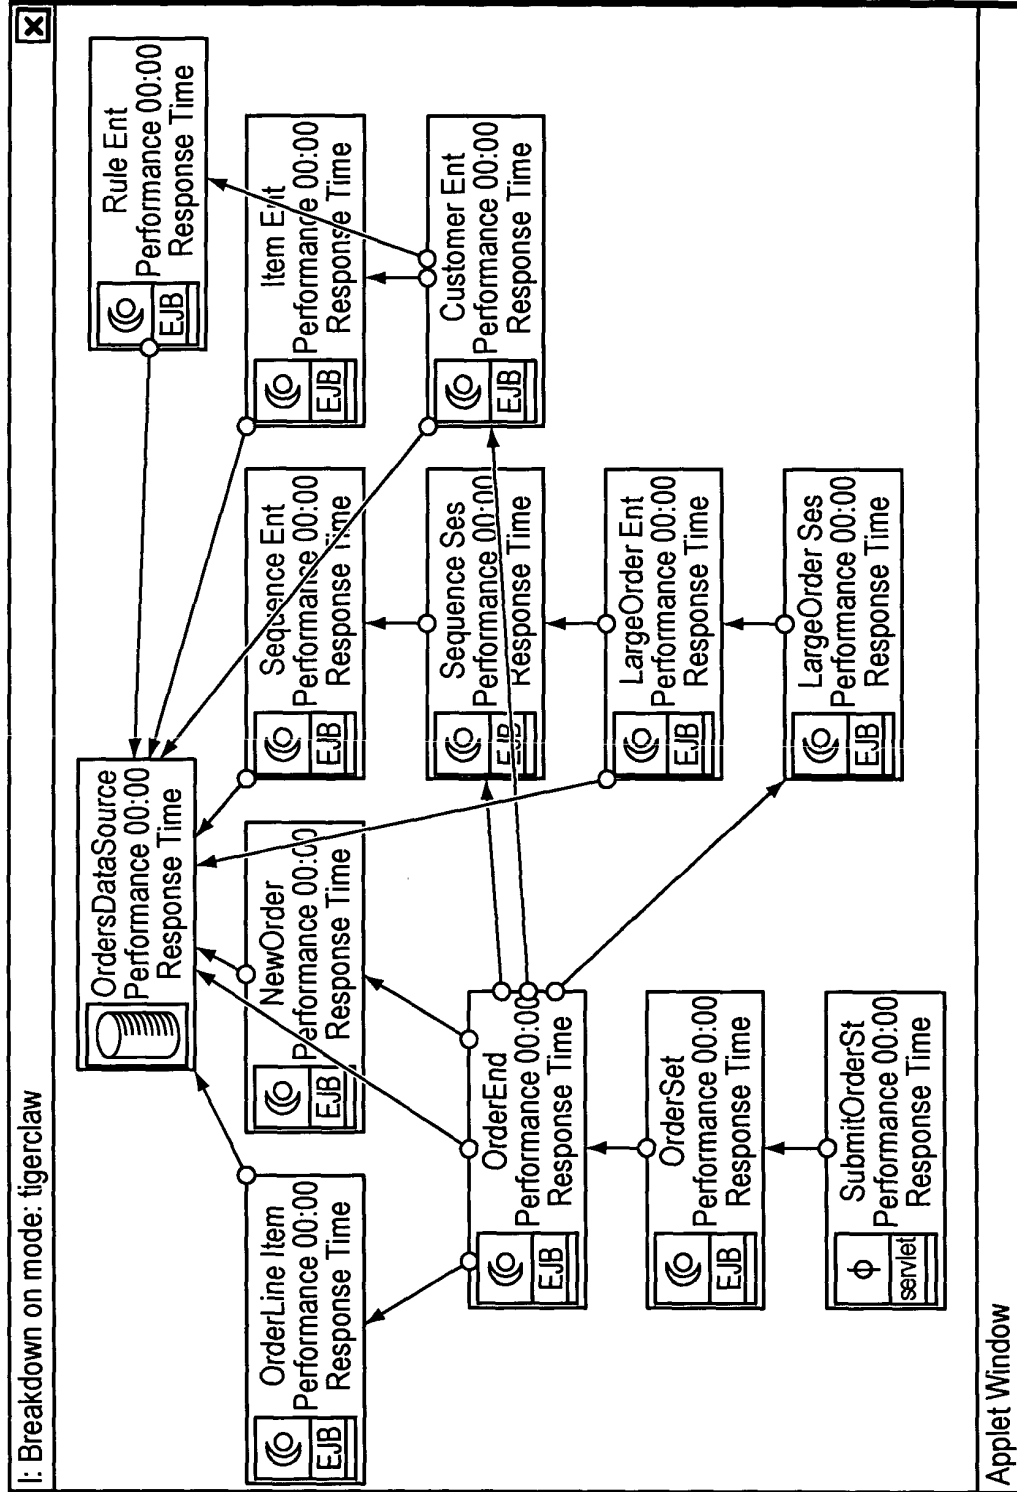 I: Breakdown on mode: tigerclaw
OrdersDataSource
Performance 00:00
Response Time
Rule Ent
Performance 00:00
Response Time
EJB
OrderLine Item
Performance 00:00
Response Time
EJB
NewOrder
Performance 00:00
Response Time
EJB
Sequence Ent
Performance 00:00
Response Time
EJB
Item Ent
Performance 00:00
Response Time
EJB
OrderEnd
Performance 00:00
Response Time
EJB
Sequence Ses
Performance 00:00
Response Time
EJB
Customer Ent
Performance 00:00
Response Time
EJB
OrderSet
Performance 00:00
Response Time
EJB
LargeOrder Ent
Performance 00:00
Response Time
EJB
SubmitOrderSt
Performance 00:00
Response Time
servlet
LargeOrder Ses
Performance 00:00
Response Time
EJB
Applet Window